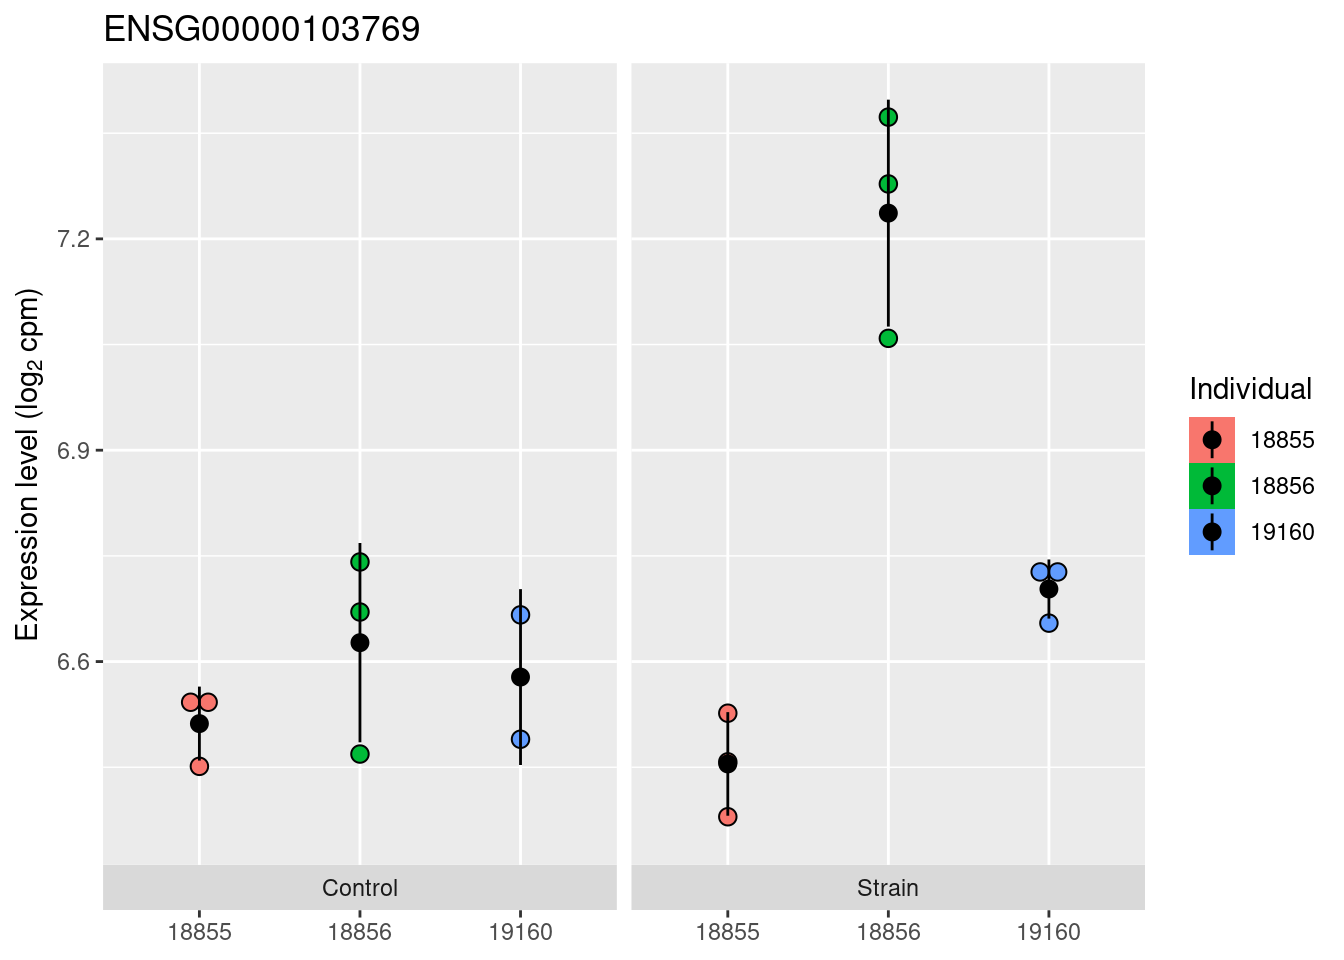 ENSG00000103769
Expression level (log₂ cpm)
7.2
6.9
6.6
Control
Strain
18855
18856
19160
18855
18856
19160
Individual
18855
18856
19160